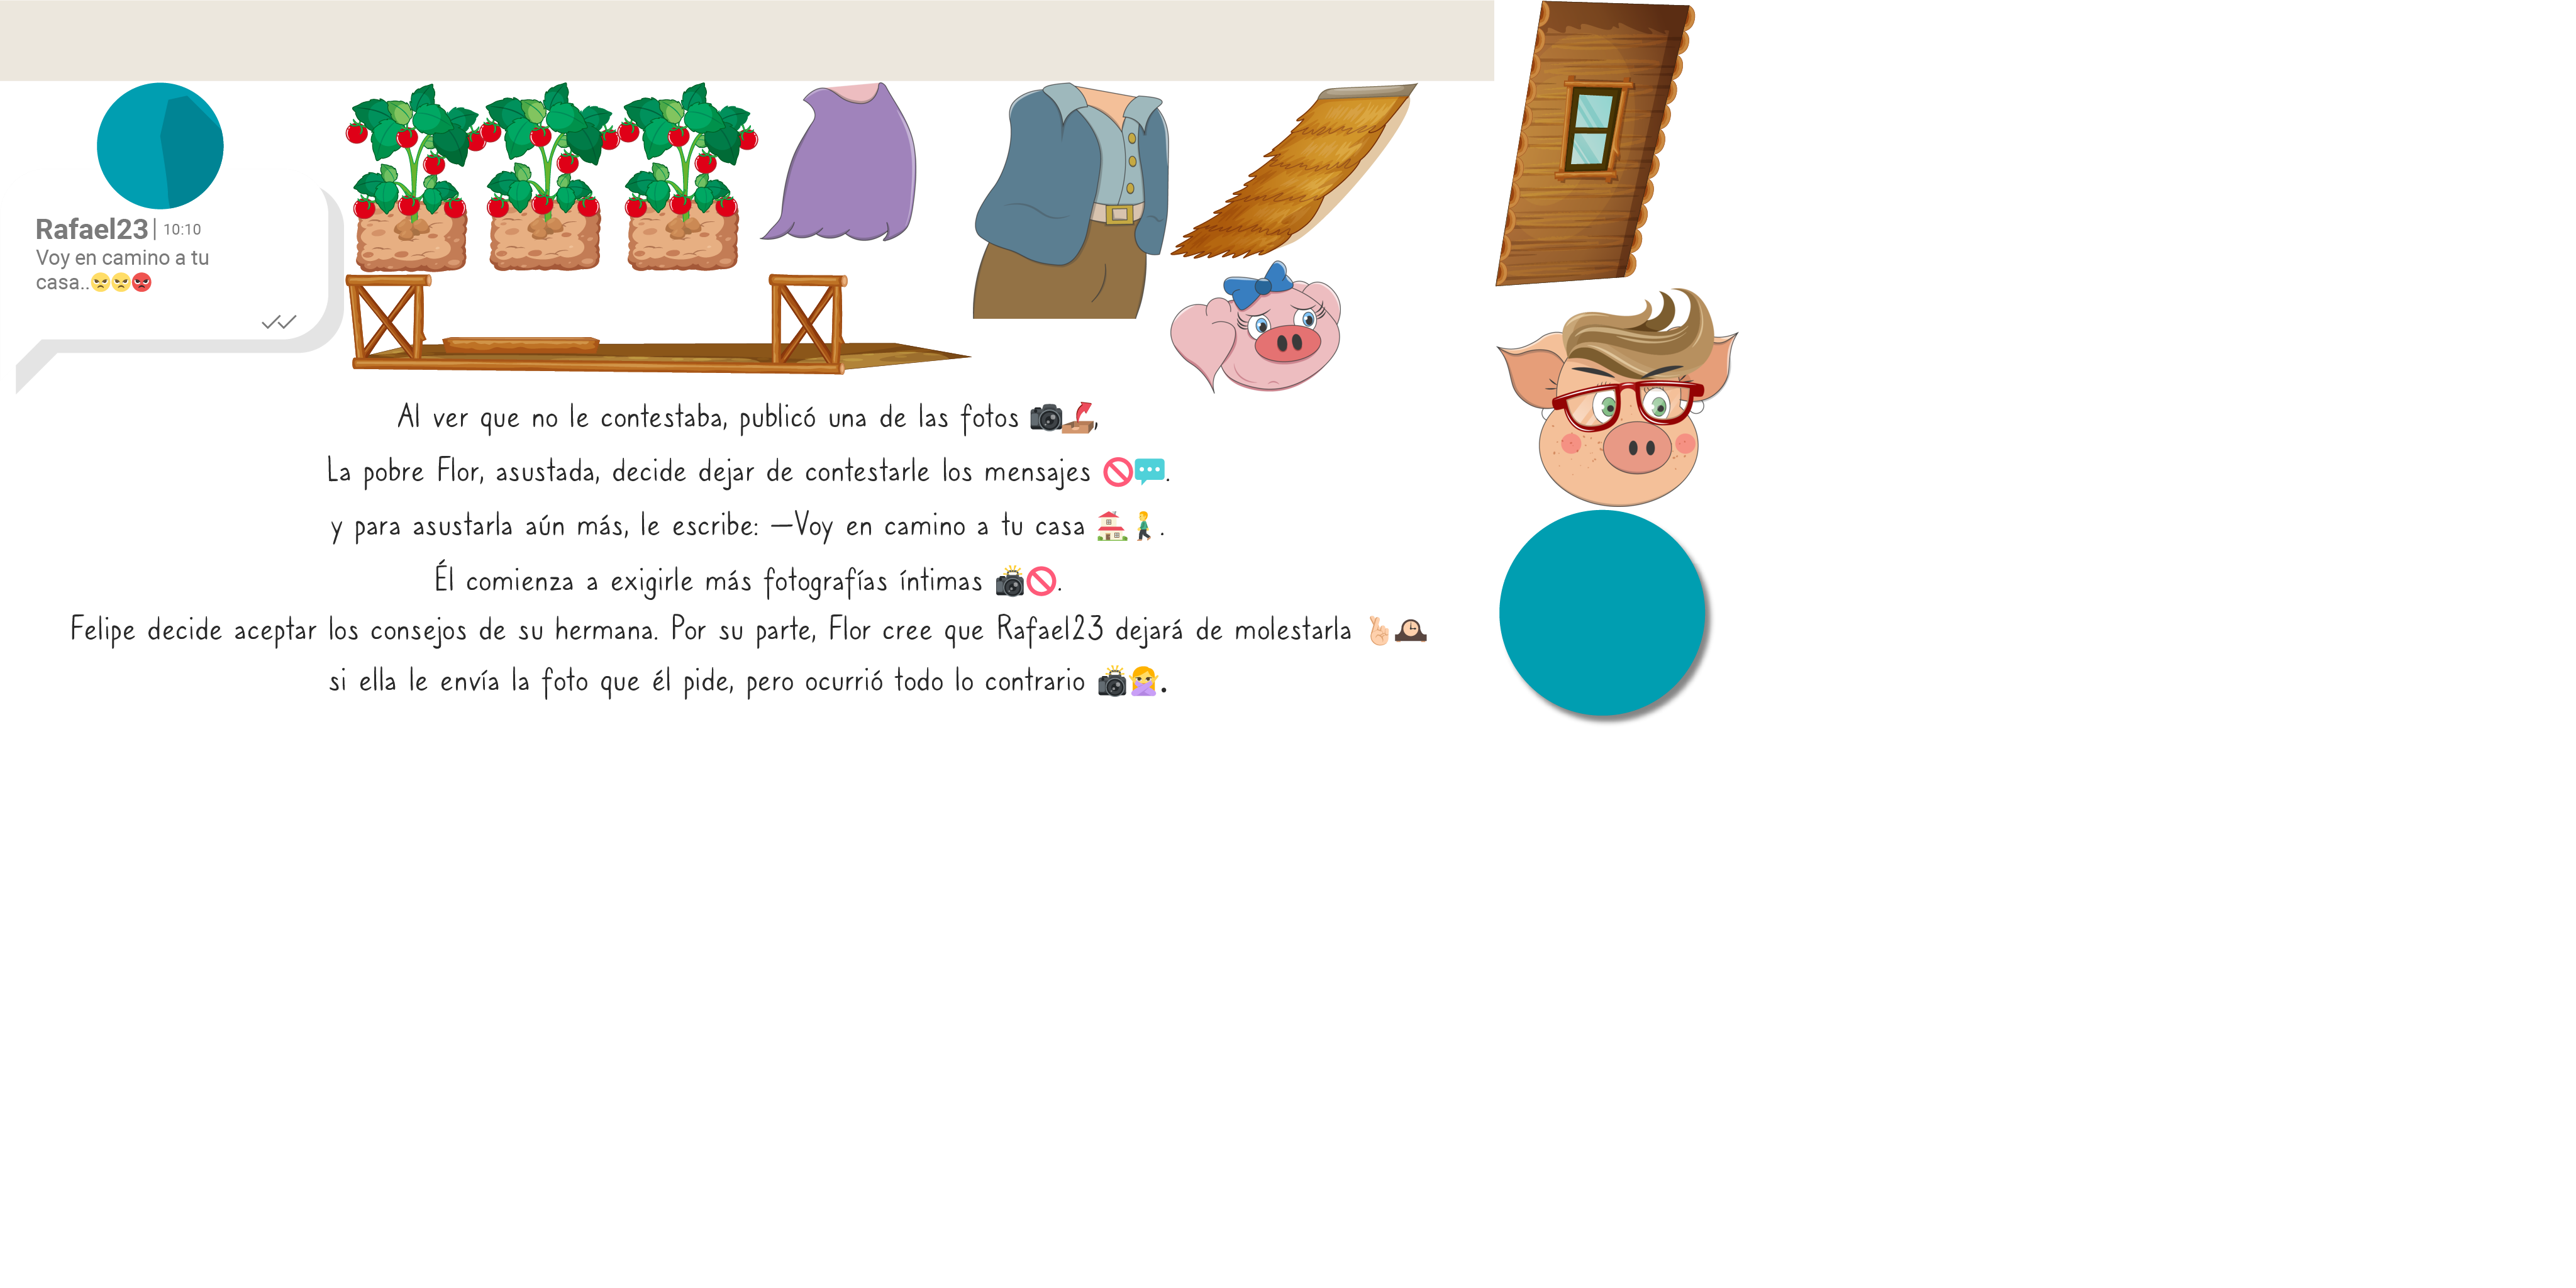 Rafael23 | 10:10
Voy en camino a tu
casa..😠😠😡
Al ver que no le contestaba, publicó una de las fotos 📷📤,
La pobre Flor, asustada, decide dejar de contestarle los mensajes 🚫💬.
y para asustarla aún más, le escribe: —Voy en camino a tu casa 🏠🚶.
Él comienza a exigirle más fotografías íntimas 📸🚫.
Felipe decide aceptar los consejos de su hermana. Por su parte, Flor cree que Rafael23 dejará de molestarla 🤞🏻🕰
si ella le envía la foto que él pide, pero ocurrió todo lo contrario 📸🙅.